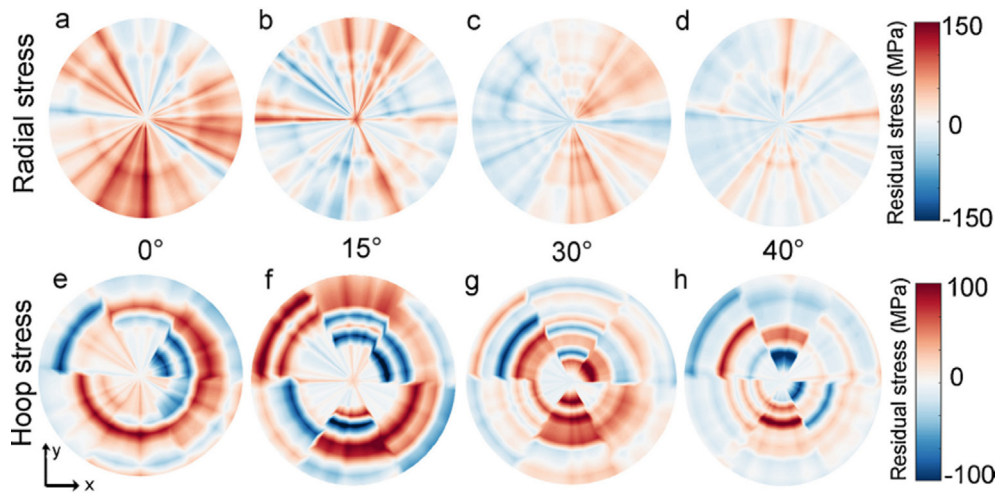 a b c d
Radial stress
150
0
-150
Residual stress (MPa)
0° 15° 30° 40°
e f g h
Hoop stress
100
0
-100
Residual stress (MPa)
y
x